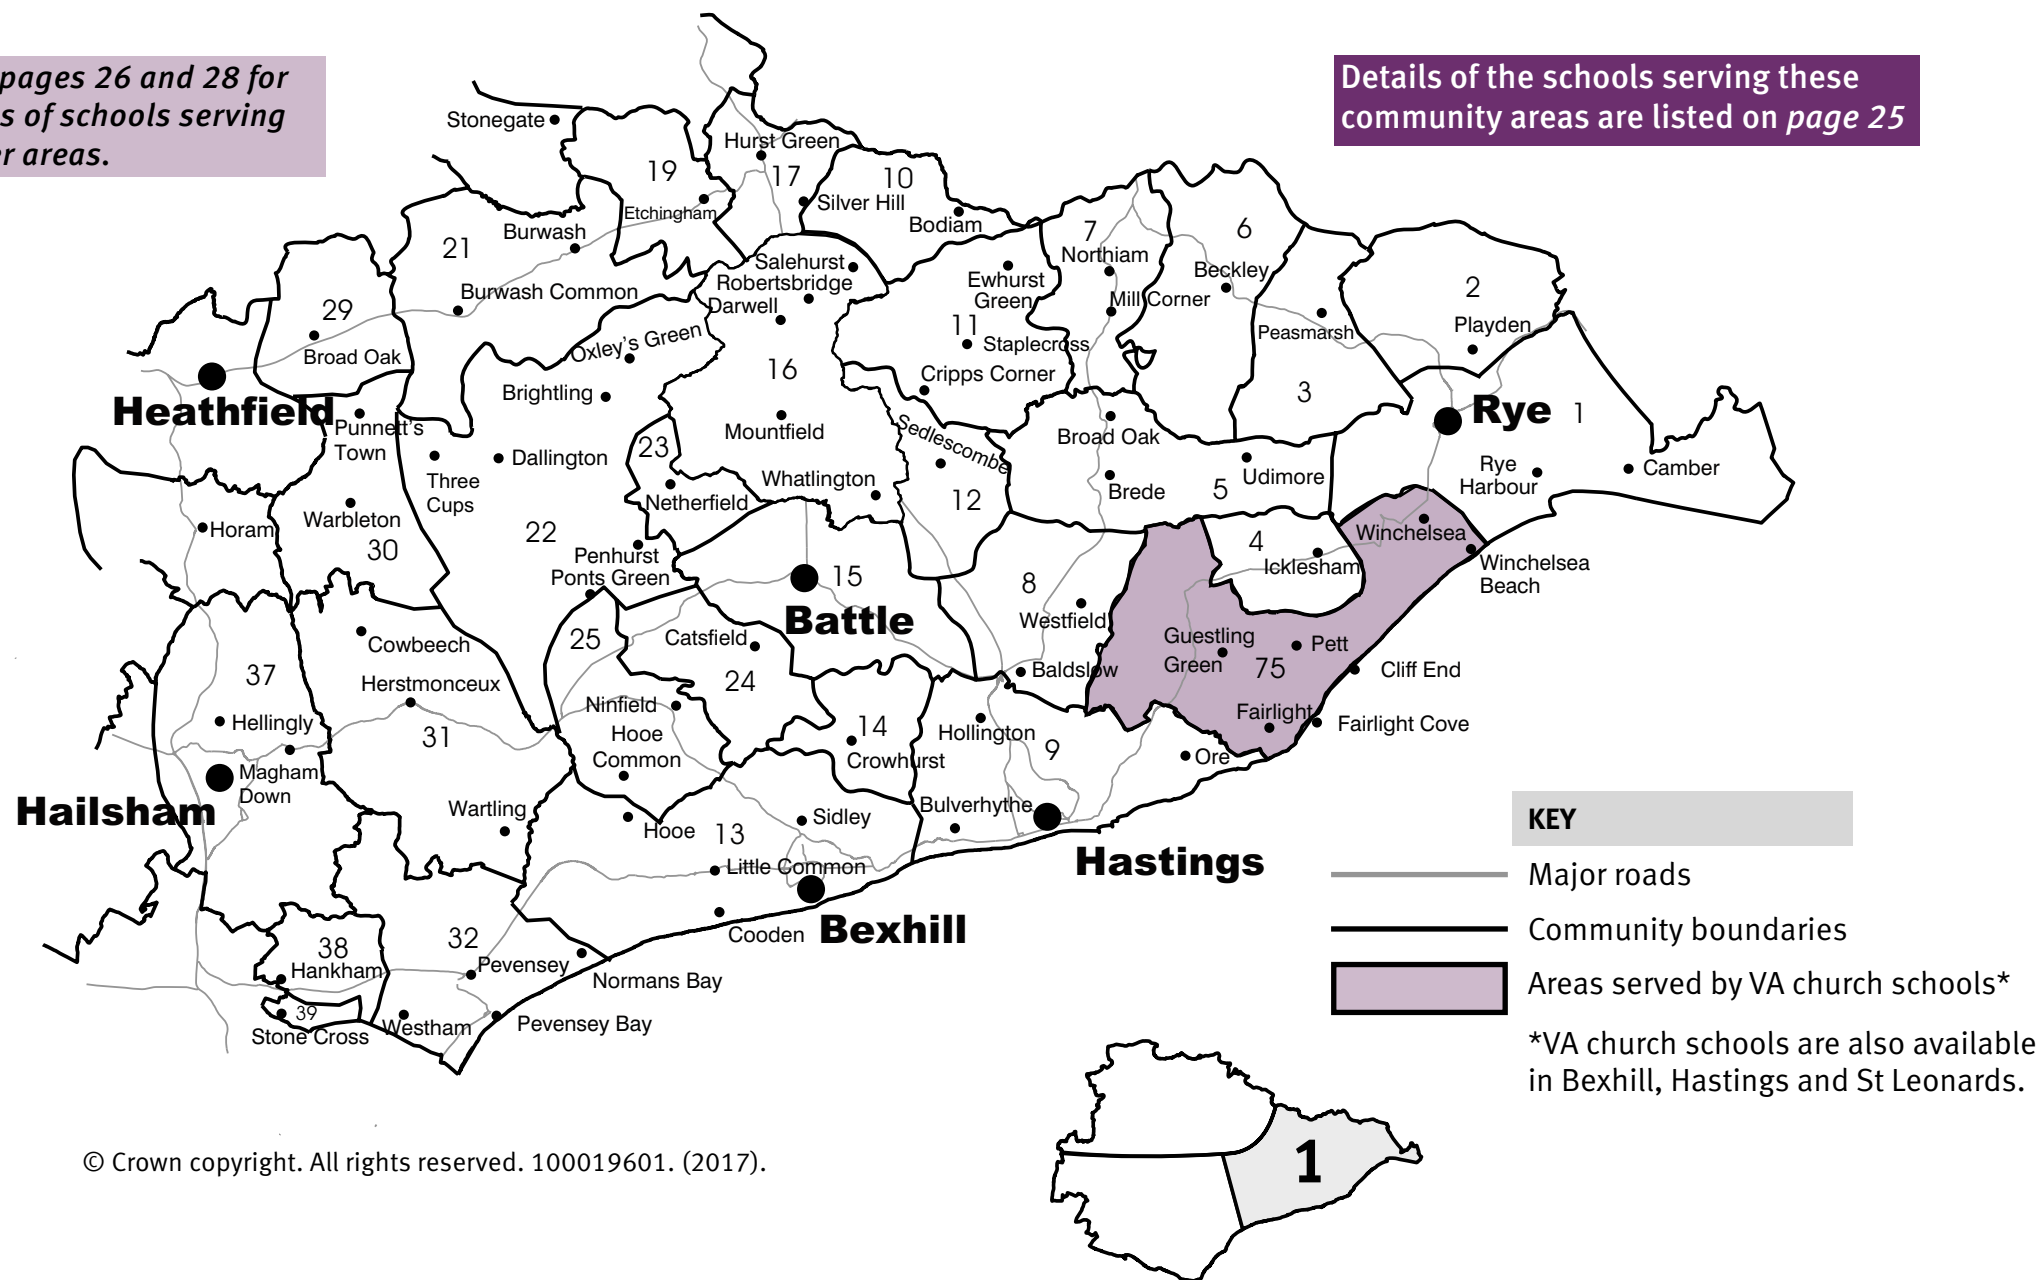 pages 26 and 28 for
s of schools serving
er areas.
Details of the schools serving these
community areas are listed on page 25
Stonegate
Hurst Green
19
17
10
Etchingham
Silver Hill
Bodiam
7
6
Burwash
21
Northiam
Beckley
Salehurst
Robertsbridge
Darwell
Ewhurst
Green
2
Burwash Common
Mill Corner
29
Playden
Peasmarsh
11
Staplecross
Oxley's Green
Broad Oak
16
Cripps Corner
Brightling
3
Heathfield
Rye
1
Punnett's
Town
Mountfield
Sedlescombe
Broad Oak
23
Dallington
Three
Cups
Whatlington
Udimore
Rye
Harbour
Camber
Netherfield
12
Brede
5
Warbleton
Horam
22
30
Winchelsea
Penhurst
Ponts Green
4
Icklesham
Winchelsea
Beach
15
Battle
8
Westfield
Cowbeech
25
Catsfield
Guestling
Green
Pett
75
Baldslow
Cliff End
37
Herstmonceux
24
Ninfield
Fairlight
Fairlight Cove
Hellingly
31
Hooe
Common
14
Crowhurst
Hollington
9
Ore
Magham
Down
Hailsham
Wartling
Hooe
13
Sidley
Bulverhythe
Hastings
Little Common
Cooden
Bexhill
38
Hankham
32
Pevensey
Normans Bay
39
Stone Cross
Westham
Pevensey Bay
KEY
Major roads
Community boundaries
Areas served by VA church schools*
*VA church schools are also available
in Bexhill, Hastings and St Leonards.
1
© Crown copyright. All rights reserved. 100019601. (2017).